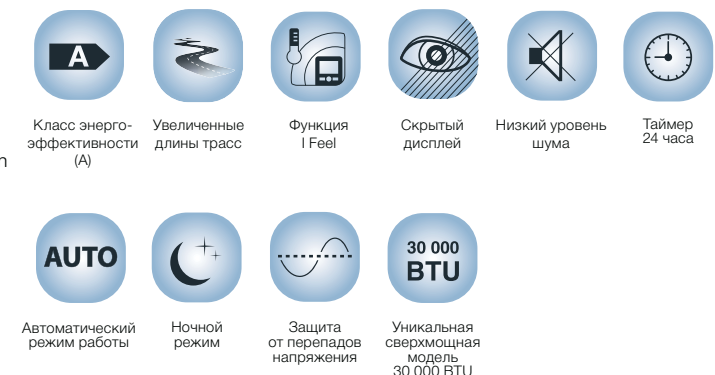 A
Класс энерго-
эффективности
(A)
Увеличенные
длины трасс
Функция
I Feel
Скрытый
дисплей
Низкий уровень
шума
Таймер
24 часа
AUTO
Автоматический
режим работы
Ночной
режим
Защита
от перепадов
напряжения
30 000
BTU
Уникальная
сверхмощная
модель
30 000 BTU